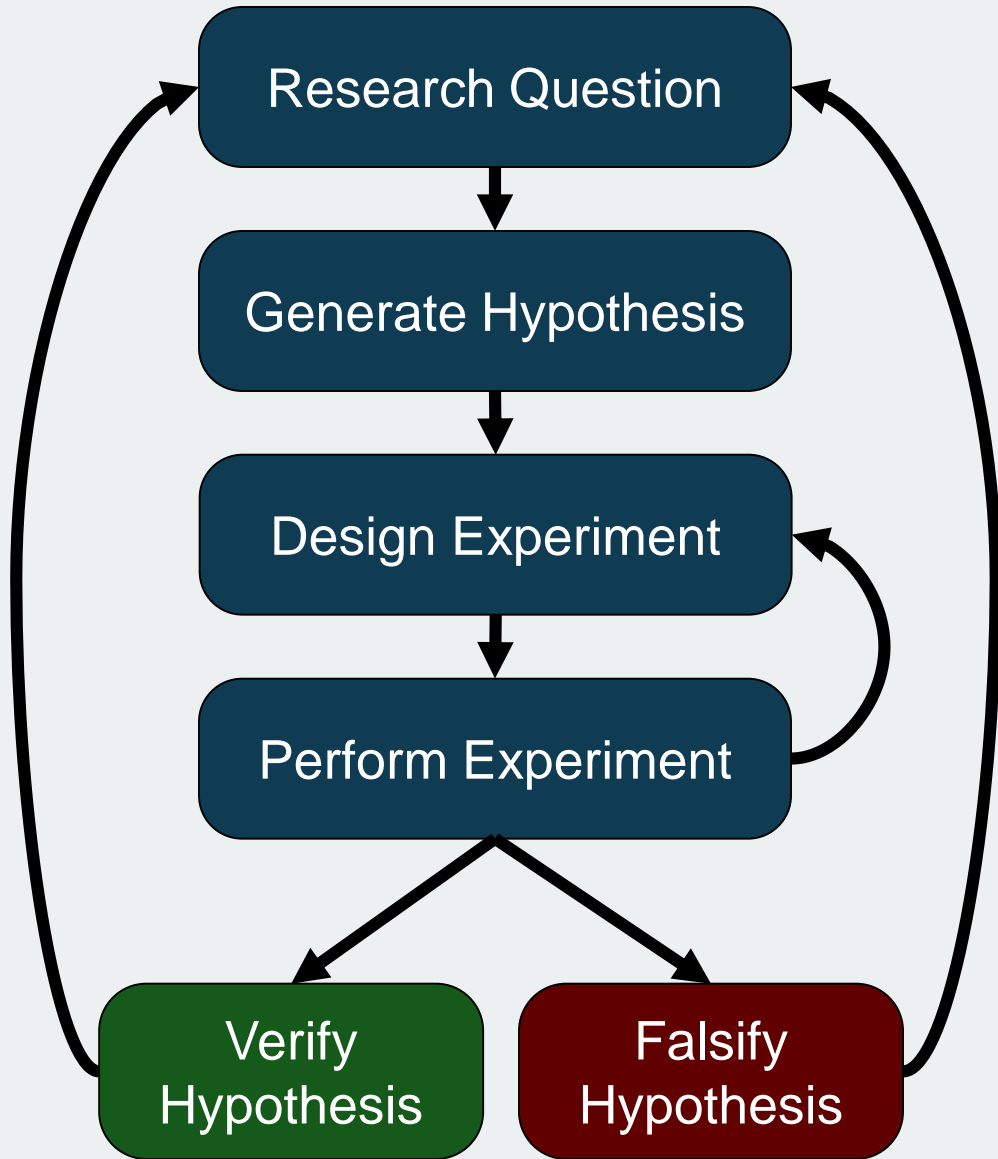 Research Question
Generate Hypothesis
Design Experiment
Perform Experiment
Verify
Hypothesis
Falsify
Hypothesis